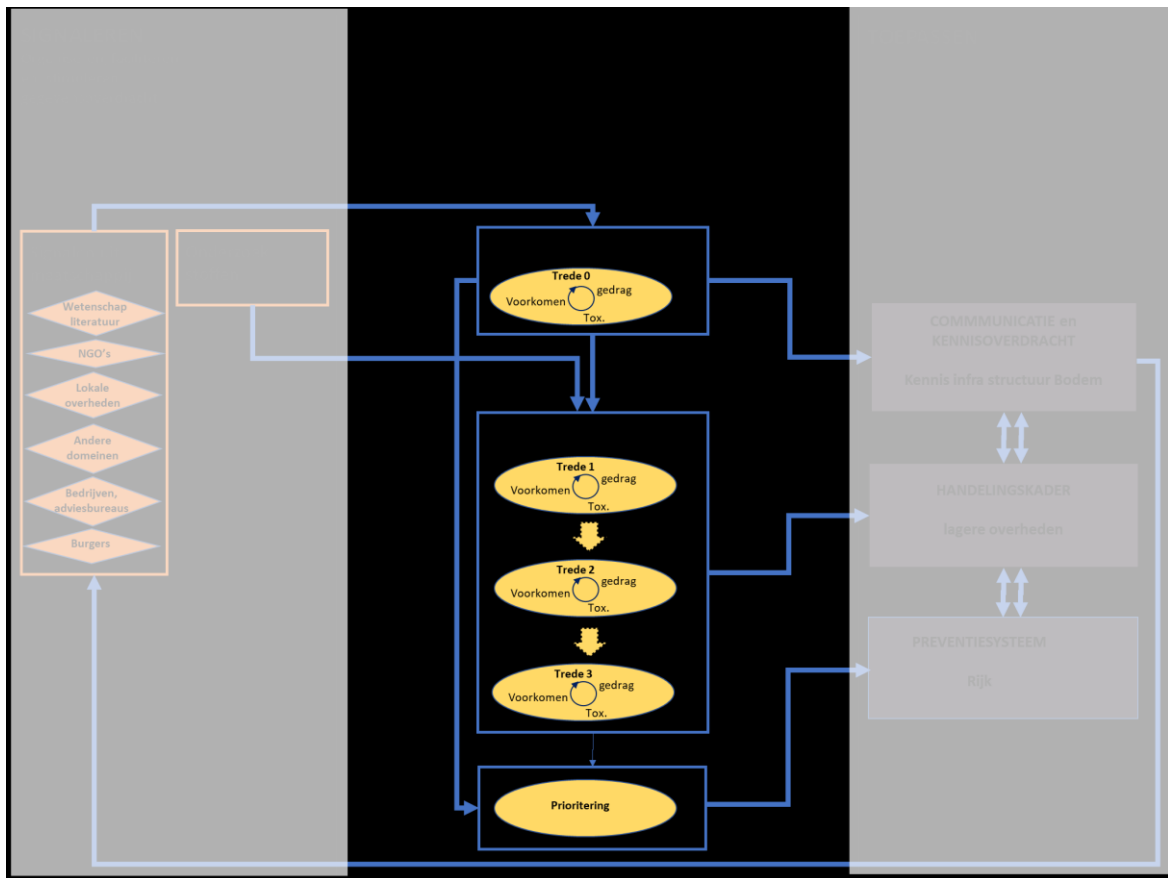 Wetenschap
literatuur
NGO's
Lokale
overheden
Andere
domeinen
Bedrijven,
adviesbureaus
Burgers
Trede 0
Voorkomen
gedrag
Tox.
Trede 1
Voorkomen
gedrag
Tox.
Trede 2
Voorkomen
gedrag
Tox.
Trede 3
Voorkomen
gedrag
Tox.
Prioritering
COMMMUNICATIE en
KENNISOVERDRACHT
Kennis infra structuur Bodem
HANDELINGSKADER
lagere overheden
PREVENTIESYSTEEM
Rijk